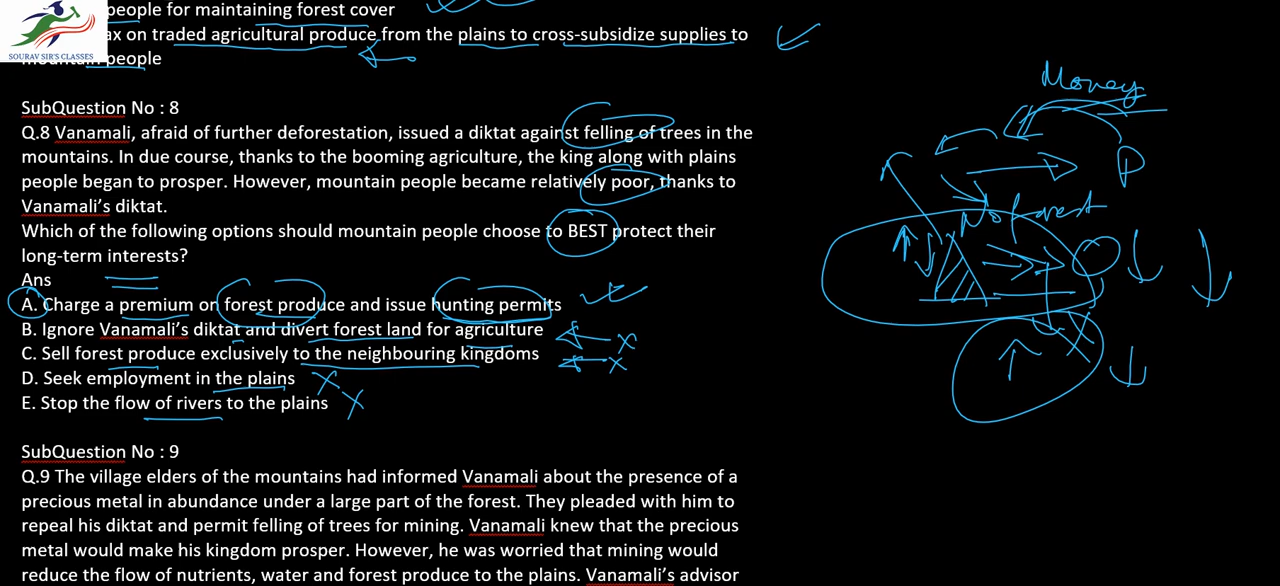 people for maintaining forest cover
ax on traded agricultural produce from the plains to cross-subsidize supplies to
people
SOURAV SIR'S CLASSES
SubQuestion No : 8
Q.8 Vanamali, afraid of further deforestation, issued a diktat against felling of trees in the
mountains. In due course, thanks to the booming agriculture, the king along with plains
people began to prosper. However, mountain people became relatively poor, thanks to
Vanamali's diktat.
Which of the following options should mountain people choose to BEST protect their
long-term interests?
Ans
A. Charge a premium on forest produce and issue hunting permits
B. Ignore Vanamali's diktat and divert forest land for agriculture
C. Sell forest produce exclusively to the neighbouring kingdoms
D. Seek employment in the plains
E. Stop the flow of rivers to the plains
SubQuestion No : 9
Q.9 The village elders of the mountains had informed Vanamali about the presence of a
precious metal in abundance under a large part of the forest. They pleaded with him to
repeal his diktat and permit felling of trees for mining. Vanamali knew that the precious
metal would make his kingdom prosper. However, he was worried that mining would
reduce the flow of nutrients, water and forest produce to the plains. Vanamali's advisor
Money
P
No forest